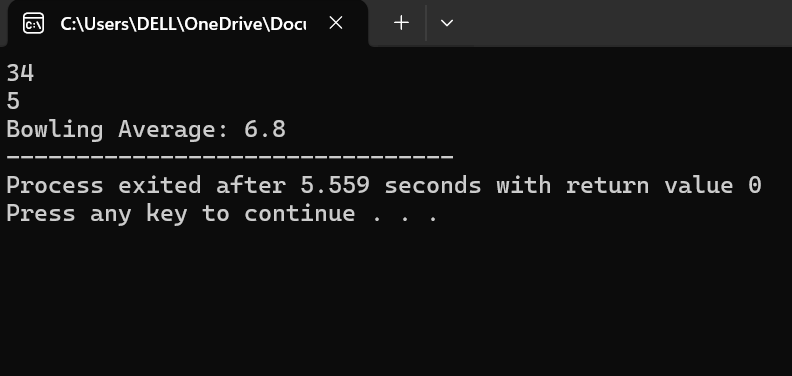 C:\Users\DELL\OneDrive\Docu
34
5
Bowling Average: 6.8
--------------------------------
Process exited after 5.559 seconds with return value 0
Press any key to continue . . .